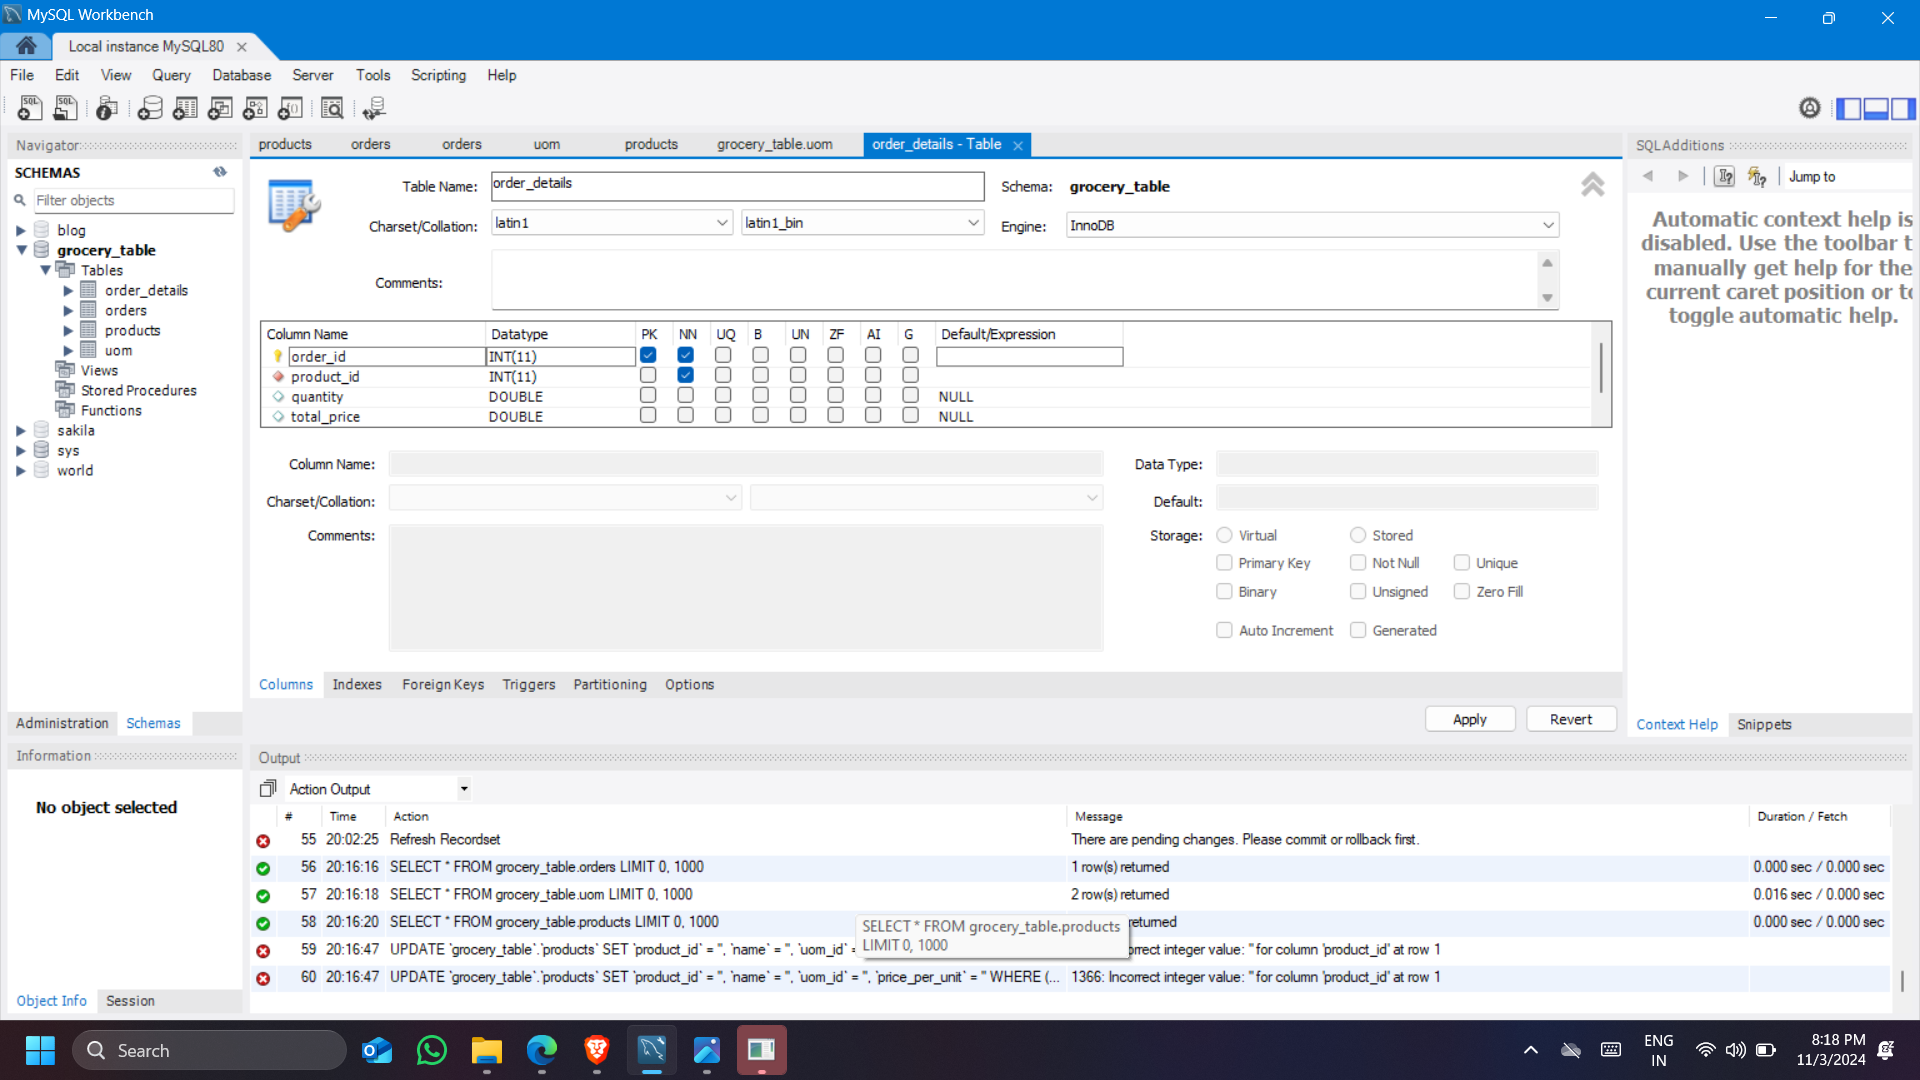 MySQL Workbench
Local instance MySQL80
File Edit View Query Database Server Tools Scripting Help
Navigator
SCHEMAS
Filter objects
blog
grocery_table
Tables
order_details
orders
products
uom
Views
Stored Procedures
Functions
sakila
sys
world
Administration Schemas
Information
No object selected
Object Info Session
products orders orders uom products grocery_table.uom order_details - Table
Table Name: order_details Schema: grocery_table
Charset/Collation: latin1 latin1_bin Engine: InnoDB
Comments:
Column Name Datatype PK NN UQ B UN ZF AI G Default/Expression
order_id INT(11)
product_id INT(11)
quantity DOUBLE NULL
total_price DOUBLE NULL
Column Name: Data Type:
Charset/Collation: Default:
Comments: Storage: Virtual Stored
Primary Key Not Null Unique
Binary Unsigned Zero Fill
Auto Increment Generated
Columns Indexes Foreign Keys Triggers Partitioning Options
Apply Revert
Output
Action Output
# Time Action Message Duration / Fetch
55 20:02:25 Refresh Recordset There are pending changes. Please commit or rollback first.
56 20:16:16 SELECT * FROM grocery_table.orders LIMIT 0, 1000 1 row(s) returned 0.000 sec / 0.000 sec
57 20:16:18 SELECT * FROM grocery_table.uom LIMIT 0, 1000 2 row(s) returned 0.016 sec / 0.000 sec
58 20:16:20 SELECT * FROM grocery_table.products LIMIT 0, 1000 returned 0.000 sec / 0.000 sec
59 20:16:47 UPDATE `grocery_table`.`products` SET `product_id` = '', `name` = '', `uom_id` = rrect integer value: '' for column 'product_id' at row 1
60 20:16:47 UPDATE `grocery_table`.`products` SET `product_id` = '', `name` = '', `uom_id` = '', `price_per_unit` = '' WHERE (... 1366: Incorrect integer value: '' for column 'product_id' at row 1
SELECT * FROM grocery_table.products
LIMIT 0, 1000
SQLAdditions
Jump to
Automatic context help is
disabled. Use the toolbar t
manually get help for the
current caret position or to
toggle automatic help.
Context Help Snippets
Search
ENG
IN
8:18 PM
11/3/2024